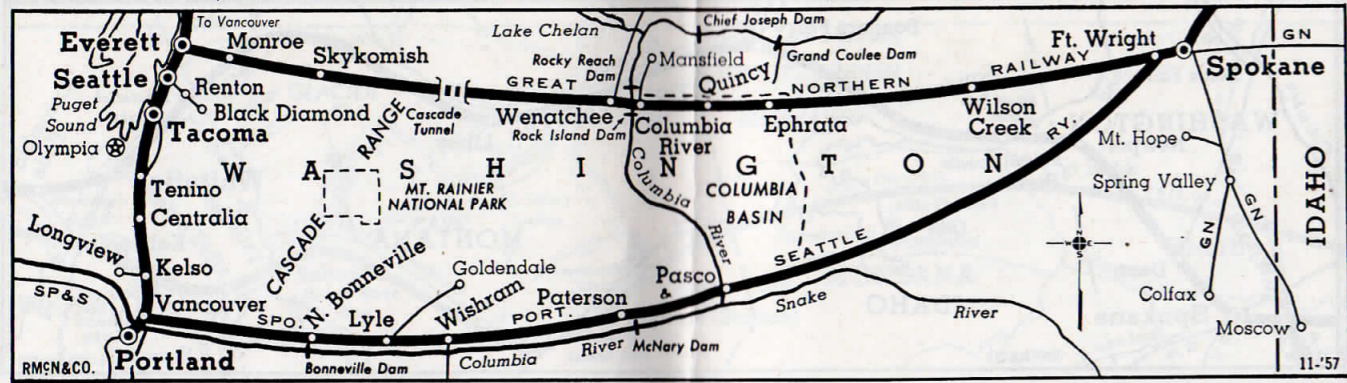 To Vancouver
Everett
Monroe
Skykomish
Seattle
Renton
Puget
Sound
Black Diamond
Tacoma
Olympia
Tenino
Centralia
Longview
Kelso
SP&S
Vancouver
Portland
RMCN&CO.
CASCADE RANGE
Cascade
Tunnel
GREAT NORTHERN RAILWAY
Lake Chelan
Rocky Reach
Dam
Mansfield
Chief Joseph Dam
Grand Coulee Dam
Quincy
Wenatchee
Rock Island Dam
Columbia
River
Ephrata
Wilson
Creek
Ft. Wright
Spokane
GN
WASHINGTON
MT. RAINIER
NATIONAL PARK
COLUMBIA
BASIN
Columbia River
Mt. Hope
Spring Valley
GN
GN
Colfax
Moscow
IDAHO
S
SPO. PORT. & SEATTLE RY.
N. Bonneville
Bonneville Dam
Lyle
Goldendale
Wishram
Paterson
Pasco
Columbia River
McNary Dam
Snake River
11-'57